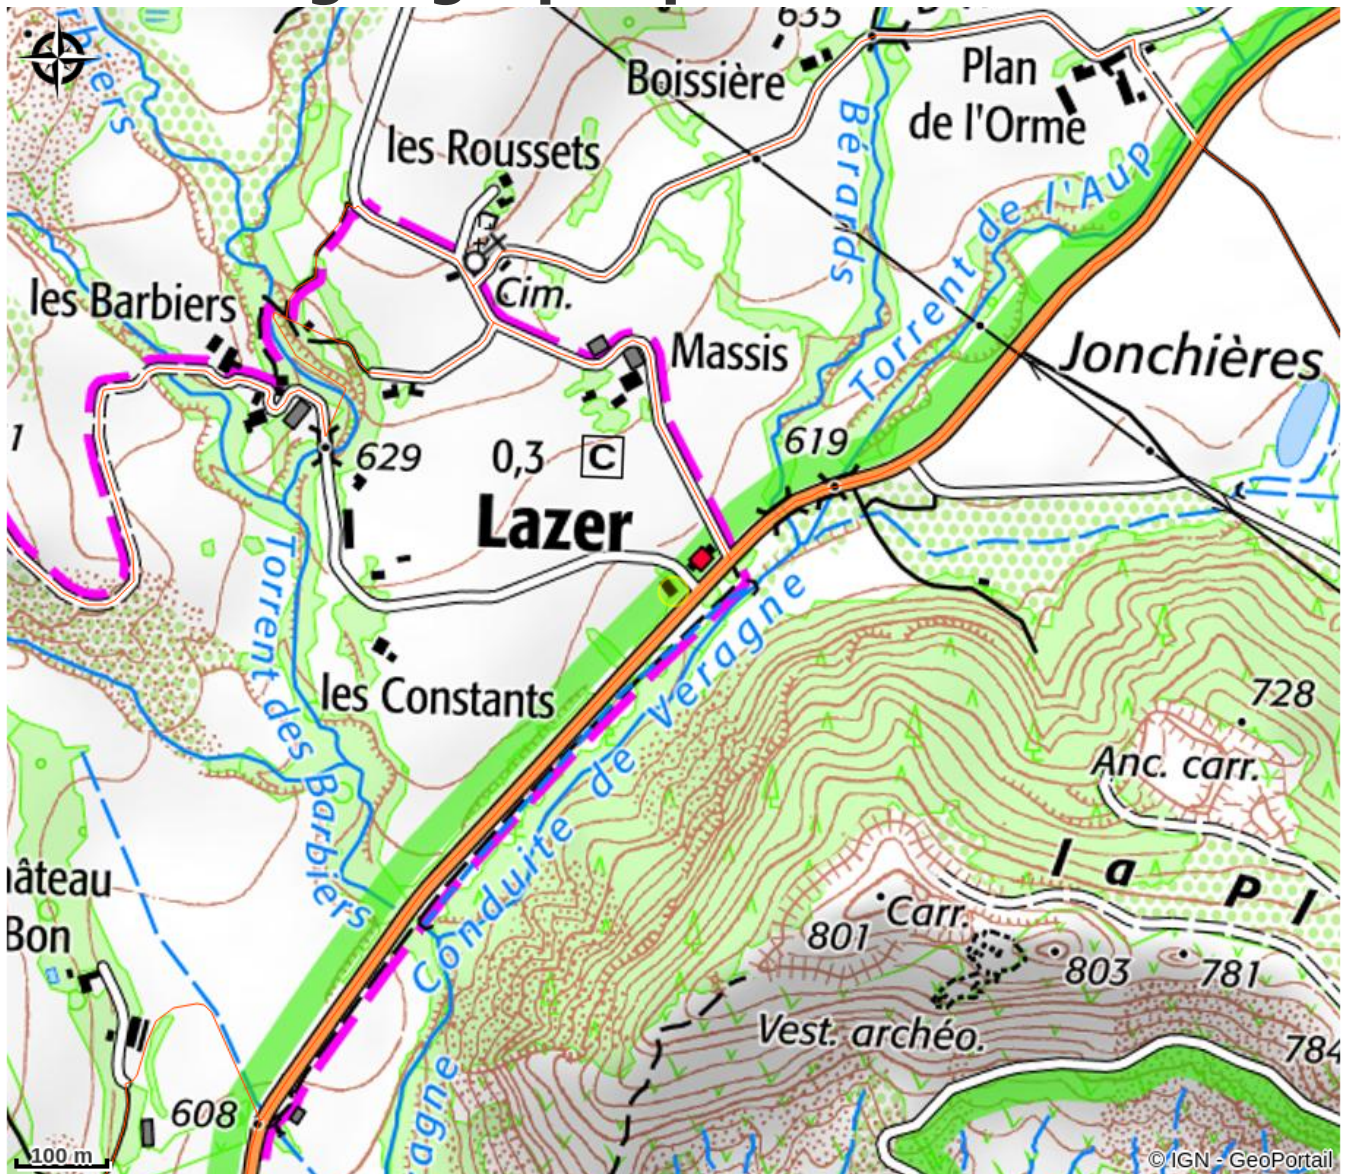 635
Boissière
Plan
de l'Orme
les Roussets
Bérands
Torrent de l'Aup
les Barbiers
Cim.
Massis
Jonchières
619
629
0,3
C
Lazer
Torrent des Barbiers
Conduite de Veragne
les Constants
728
Anc. carr.
la Pl
Carr.
801
803
781
Vest. archéo.
784
âteau
Bon
608
agne
100 m
© IGN - GeoPortail